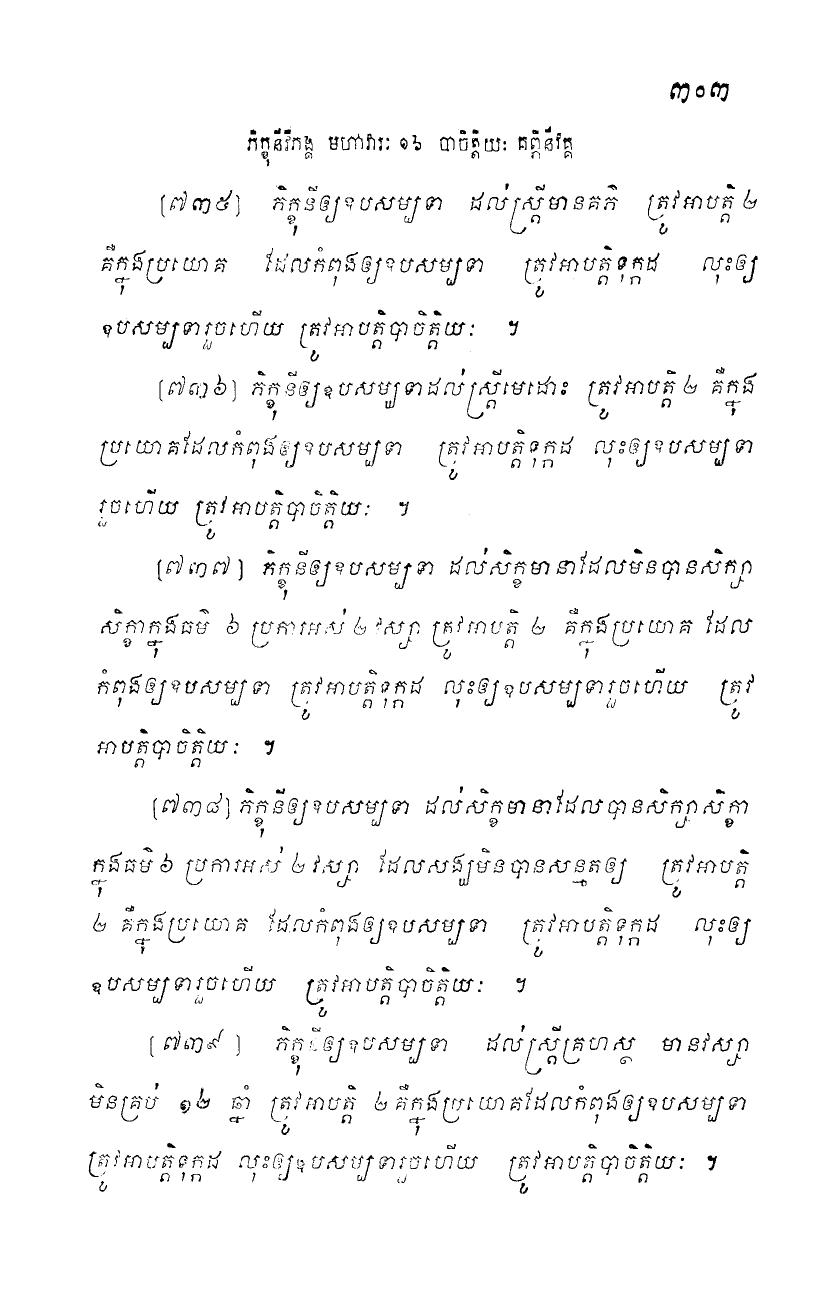 ៣០៣
ភិក្ខុនីវិភង្គ មហាវារៈ ១៦ បាចិត្តិយៈ គព្ភិនីវគ្គ
[៧៣៥] ភិក្ខុនីឲ្យឧបសម្បទា ដល់ស្ត្រីមានគភ៌ ត្រូវអាបត្តិ ២
គឺក្នុងប្រយោគ ដែលកំពុងឲ្យឧបសម្បទា ត្រូវអាបត្តិទុក្កដ លុះឲ្យ
ឧបសម្បទារួចហើយ ត្រូវអាបត្តិបាចិត្តិយៈ ។
[៧៣៦] ភិក្ខុនីឲ្យឧបសម្បទាដល់ស្ត្រីមេដោះ ត្រូវអាបត្តិ ២ គឺក្នុង
ប្រយោគដែលកំពុងឲ្យឧបសម្បទា ត្រូវអាបត្តិទុក្កដ លុះឲ្យឧបសម្បទា
រួចហើយ ត្រូវអាបត្តិបាចិត្តិយៈ ។
[៧៣៧] ភិក្ខុនីឲ្យឧបសម្បទា ដល់សិក្ខមានាដែលមិនបានសិក្សា
សិក្ខាក្នុងធម៌ ៦ ប្រការអស់ ២ វស្សា ត្រូវអាបត្តិ ២ គឺក្នុងប្រយោគ ដែល
កំពុងឲ្យឧបសម្បទា ត្រូវអាបត្តិទុក្កដ លុះឲ្យឧបសម្បទារួចហើយ ត្រូវ
អាបត្តិបាចិត្តិយៈ ។
[៧៣៨] ភិក្ខុនីឲ្យឧបសម្បទា ដល់សិក្ខមានាដែលបានសិក្សាសិក្ខា
ក្នុងធម៌ ៦ ប្រការអស់ ២ វស្សា ដែលសង្ឃមិនបានសន្មតឲ្យ ត្រូវអាបត្តិ
២ គឺក្នុងប្រយោគ ដែលកំពុងឲ្យឧបសម្បទា ត្រូវអាបត្តិទុក្កដ លុះឲ្យ
ឧបសម្បទារួចហើយ ត្រូវអាបត្តិបាចិត្តិយៈ ។
[៧៣៩] ភិក្ខុនីឲ្យឧបសម្បទា ដល់ស្ត្រីគ្រហស្ថ មានវស្សា
មិនគ្រប់ ១២ ឆ្នាំ ត្រូវអាបត្តិ ២ គឺក្នុងប្រយោគដែលកំពុងឲ្យឧបសម្បទា
ត្រូវអាបត្តិទុក្កដ លុះឲ្យឧបសម្បទារួចហើយ ត្រូវអាបត្តិបាចិត្តិយៈ ។